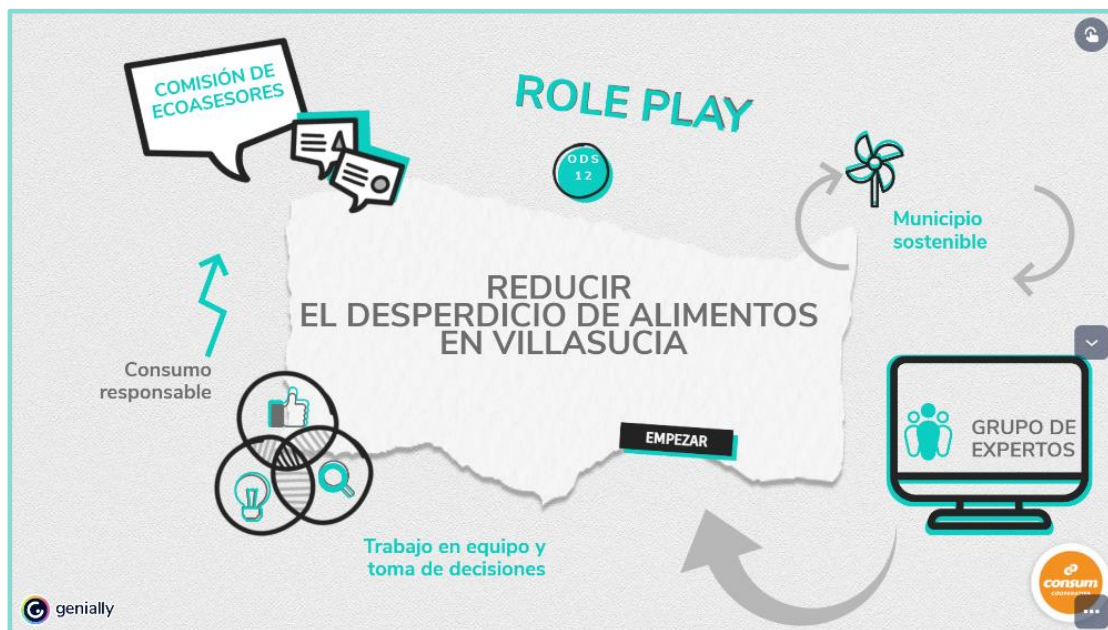 COMISIÓN DE
ECOASESORES
ROLE PLAY
ODS
12
Municipio
sostenible
REDUCIR
EL DESPERDICIO DE ALIMENTOS
EN VILLASUCIA
Consumo
responsable
EMPEZAR
GRUPO DE
EXPERTOS
Trabajo en equipo y
toma de decisiones
consum
COOPERATIVA
genially